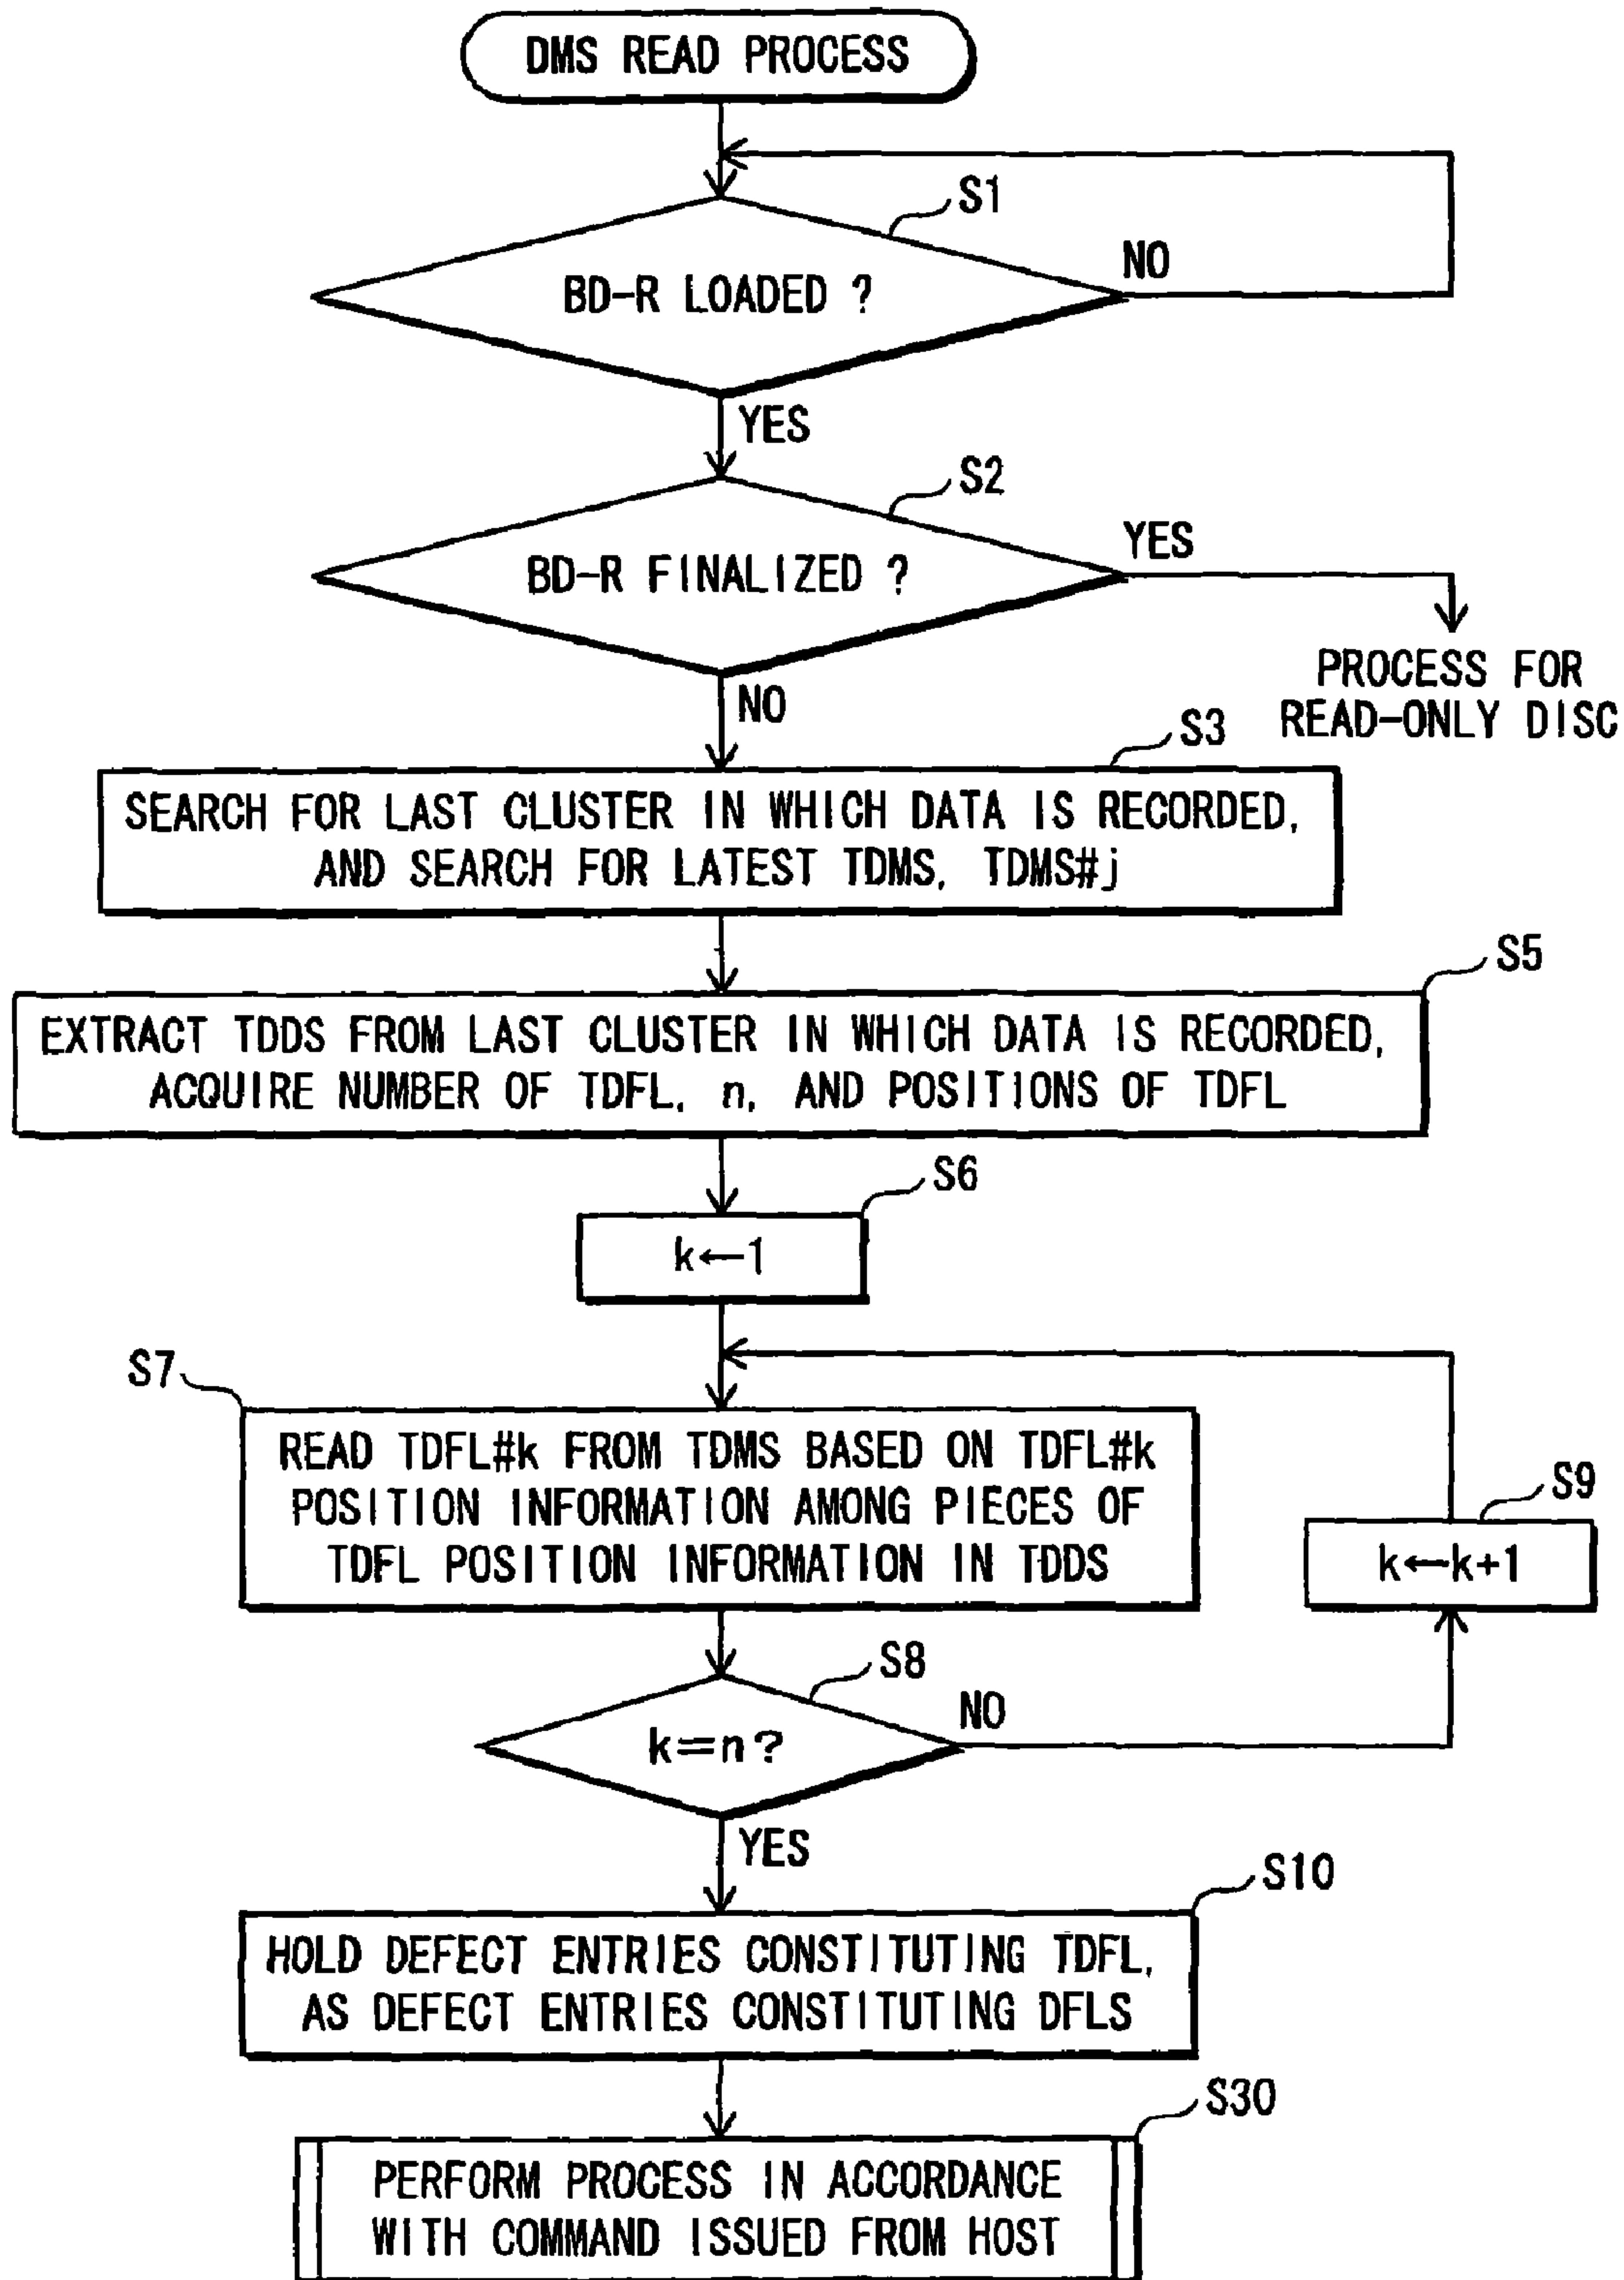 DMS READ PROCESS
S1
BD-R LOADED ?
NO
YES
S2
BD-R FINALIZED ?
YES
NO
PROCESS FOR
READ-ONLY DISC
S3
SEARCH FOR LAST CLUSTER IN WHICH DATA IS RECORDED,
AND SEARCH FOR LATEST TDMS, TDMS#j
S5
EXTRACT TDDS FROM LAST CLUSTER IN WHICH DATA IS RECORDED,
ACQUIRE NUMBER OF TDFL, n, AND POSITIONS OF TDFL
S6
k←1
S7
READ TDFL#k FROM TDMS BASED ON TDFL#k
POSITION INFORMATION AMONG PIECES OF
TDFL POSITION INFORMATION IN TDDS
S9
k←k+1
S8
k=n?
NO
YES
S10
HOLD DEFECT ENTRIES CONSTITUTING TDFL,
AS DEFECT ENTRIES CONSTITUTING DFLS
S30
PERFORM PROCESS IN ACCORDANCE
WITH COMMAND ISSUED FROM HOST